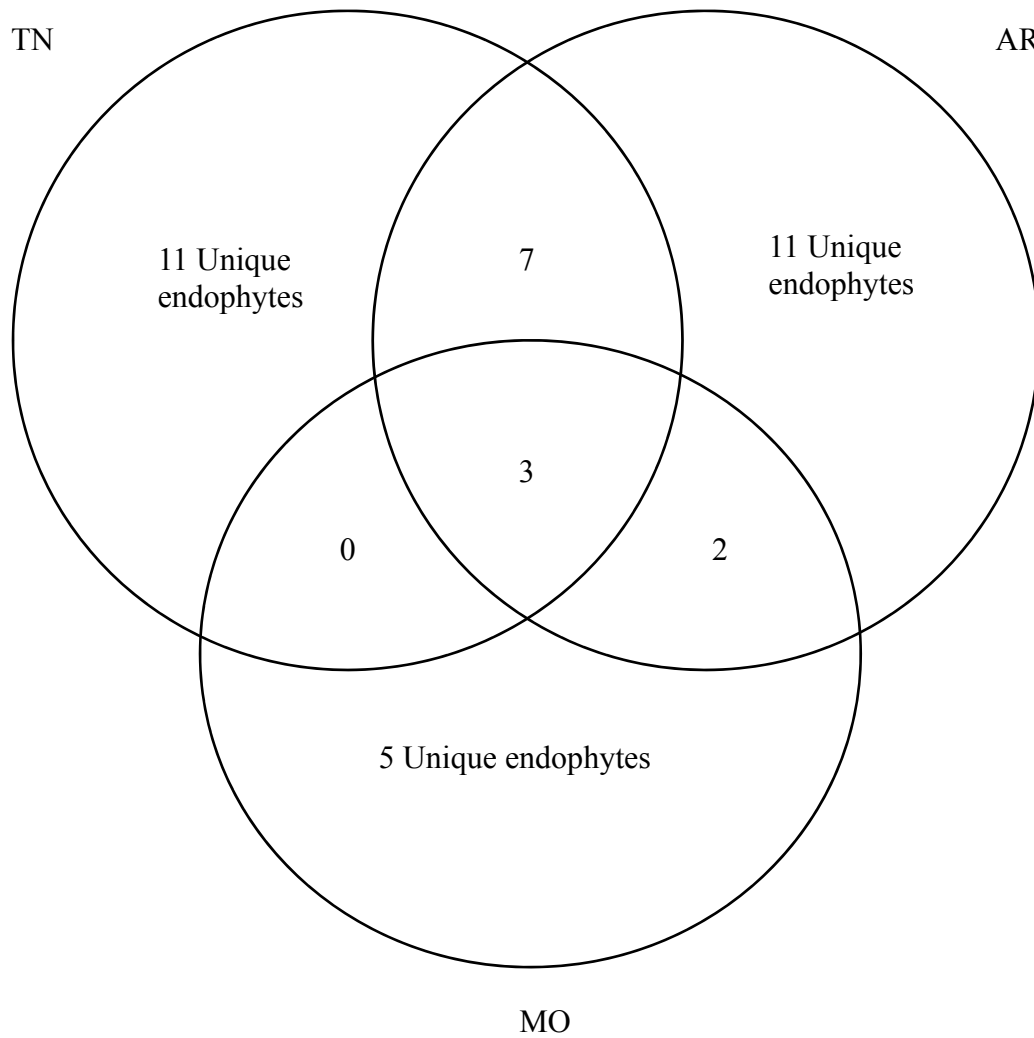 TN
AR
11 Unique
endophytes
7
11 Unique
endophytes
3
0
2
5 Unique endophytes
MO